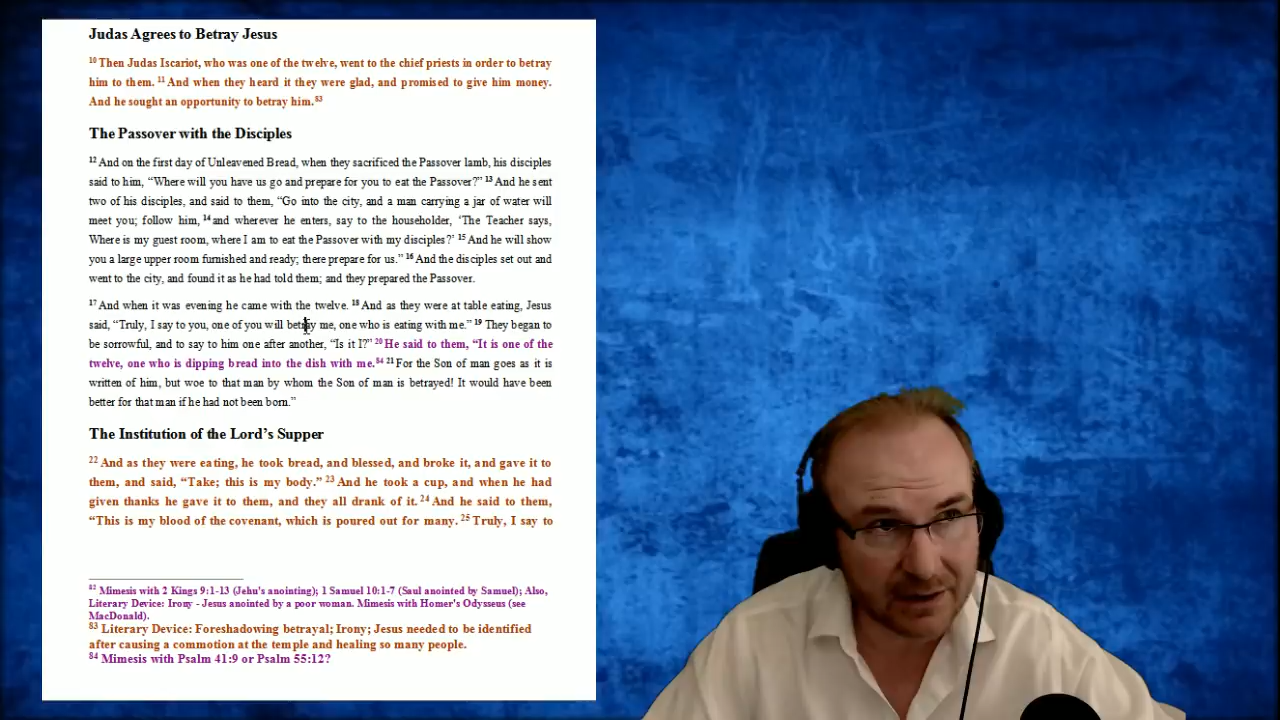 Judas Agrees to Betray Jesus
10 Then Judas Iscariot, who was one of the twelve, went to the chief priests in order to betray
him to them. 11 And when they heard it they were glad, and promised to give him money.
And he sought an opportunity to betray him.83
The Passover with the Disciples
12 And on the first day of Unleavened Bread, when they sacrificed the Passover lamb, his disciples
said to him, “Where will you have us go and prepare for you to eat the Passover?” 13 And he sent
two of his disciples, and said to them, “Go into the city, and a man carrying a jar of water will
meet you; follow him, 14 and wherever he enters, say to the householder, ‘The Teacher says,
Where is my guest room, where I am to eat the Passover with my disciples?’ 15 And he will show
you a large upper room furnished and ready; there prepare for us.” 16 And the disciples set out and
went to the city, and found it as he had told them; and they prepared the Passover.
17 And when it was evening he came with the twelve. 18 And as they were at table eating, Jesus
said, “Truly, I say to you, one of you will betray me, one who is eating with me.” 19 They began to
be sorrowful, and to say to him one after another, “Is it I?” 20 He said to them, “It is one of the
twelve, one who is dipping bread into the dish with me.84 21 For the Son of man goes as it is
written of him, but woe to that man by whom the Son of man is betrayed! It would have been
better for that man if he had not been born.”
The Institution of the Lord’s Supper
22 And as they were eating, he took bread, and blessed, and broke it, and gave it to
them, and said, “Take; this is my body.” 23 And he took a cup, and when he had
given thanks he gave it to them, and they all drank of it. 24 And he said to them,
“This is my blood of the covenant, which is poured out for many. 25 Truly, I say to
82 Mimesis with 2 Kings 9:1-13 (Jehu's anointing); 1 Samuel 10:1-7 (Saul anointed by Samuel); Also,
Literary Device: Irony - Jesus anointed by a poor woman. Mimesis with Homer's Odysseus (see
MacDonald).
83 Literary Device: Foreshadowing betrayal; Irony; Jesus needed to be identified
after causing a commotion at the temple and healing so many people.
84 Mimesis with Psalm 41:9 or Psalm 55:12?